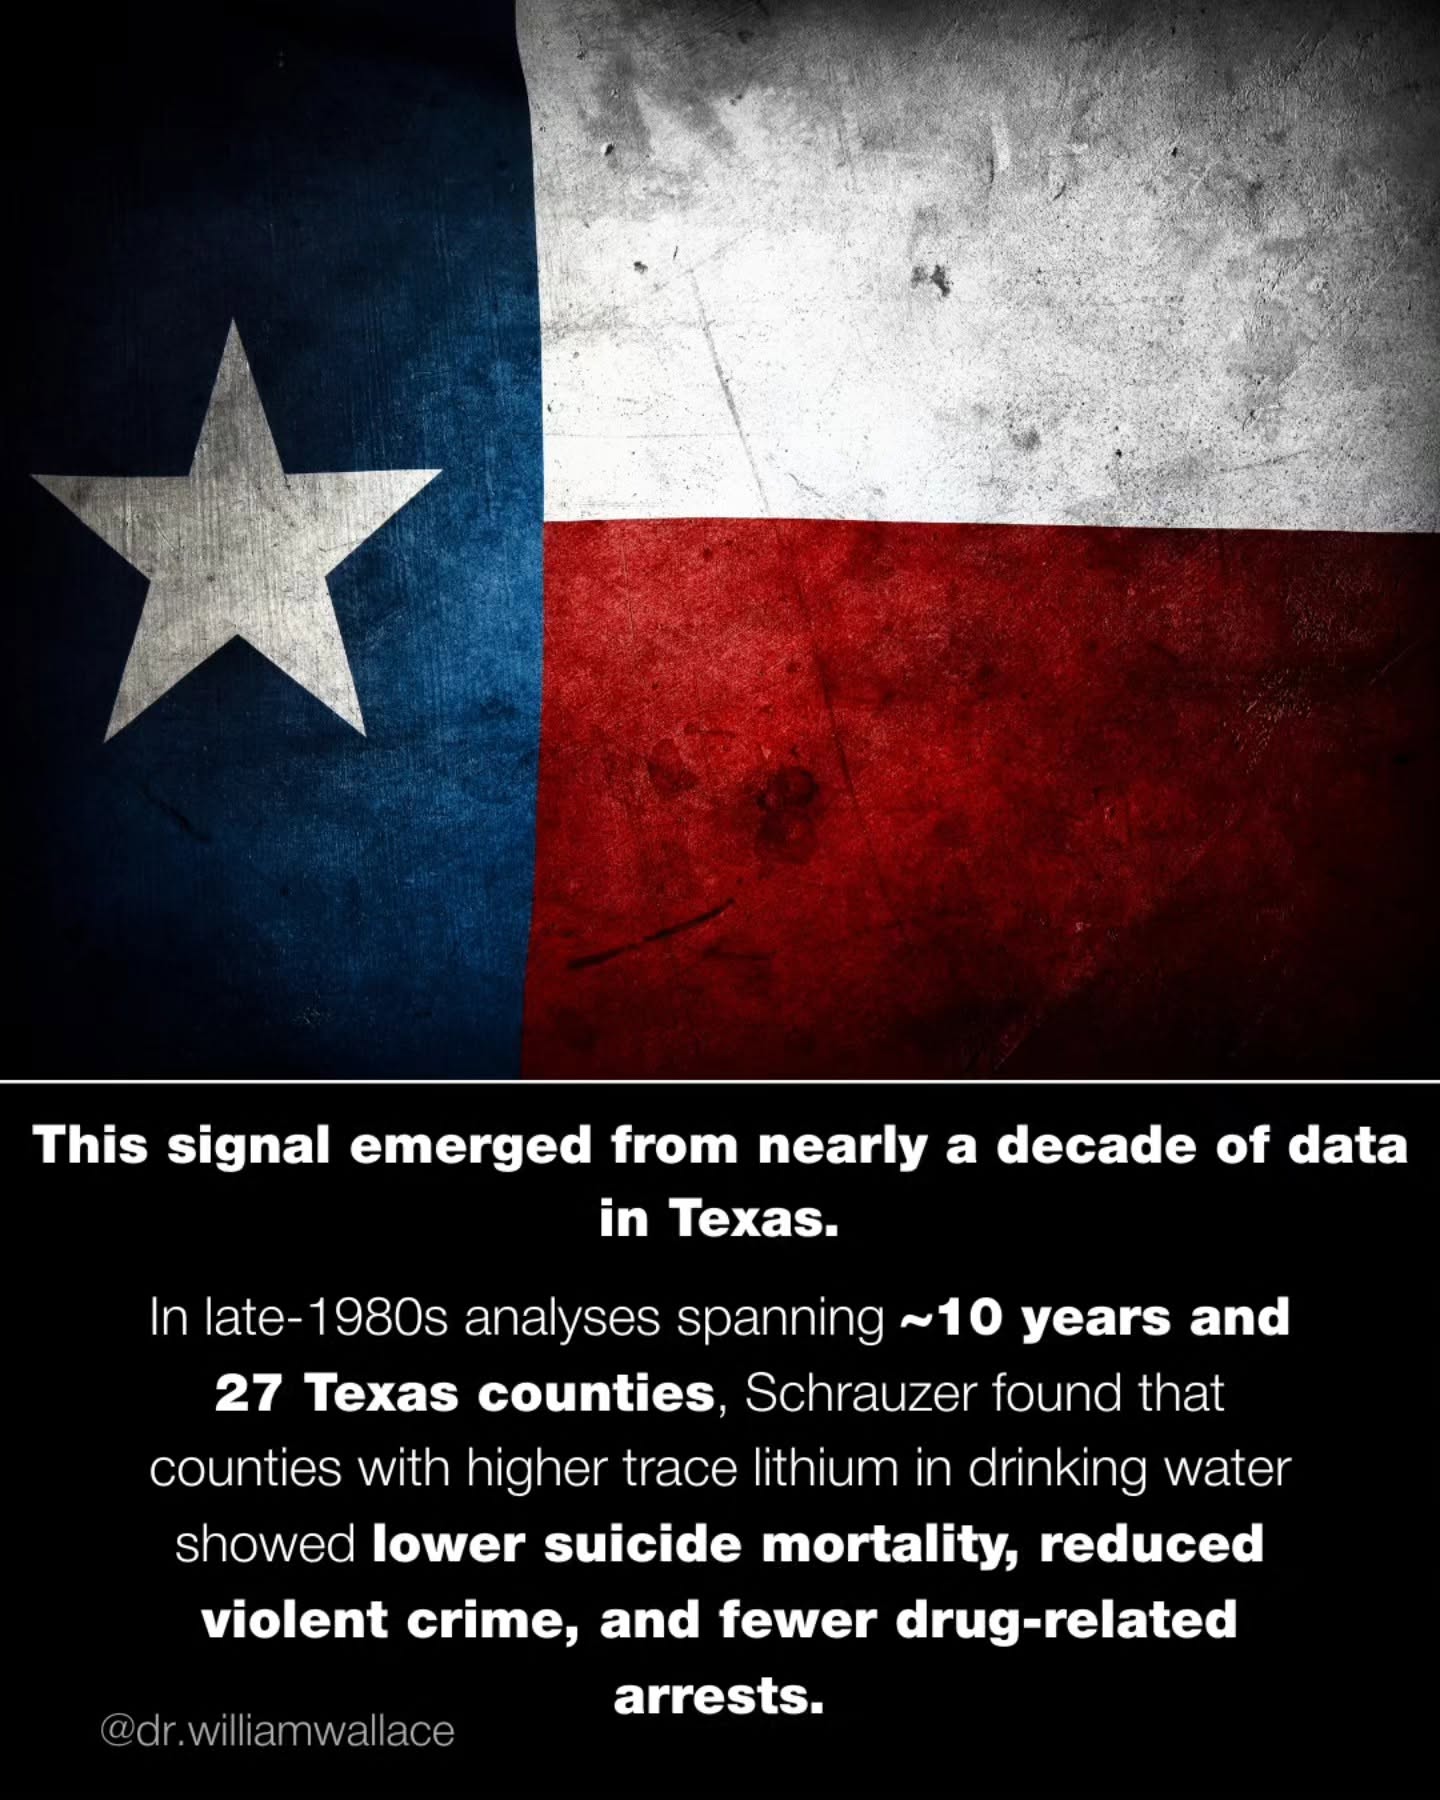 This signal emerged from nearly a decade of data
in Texas.
In late-1980s analyses spanning ~10 years and
27 Texas counties, Schrauzer found that
counties with higher trace lithium in drinking water
showed lower suicide mortality, reduced
violent crime, and fewer drug-related
arrests.
@dr.williamwallace